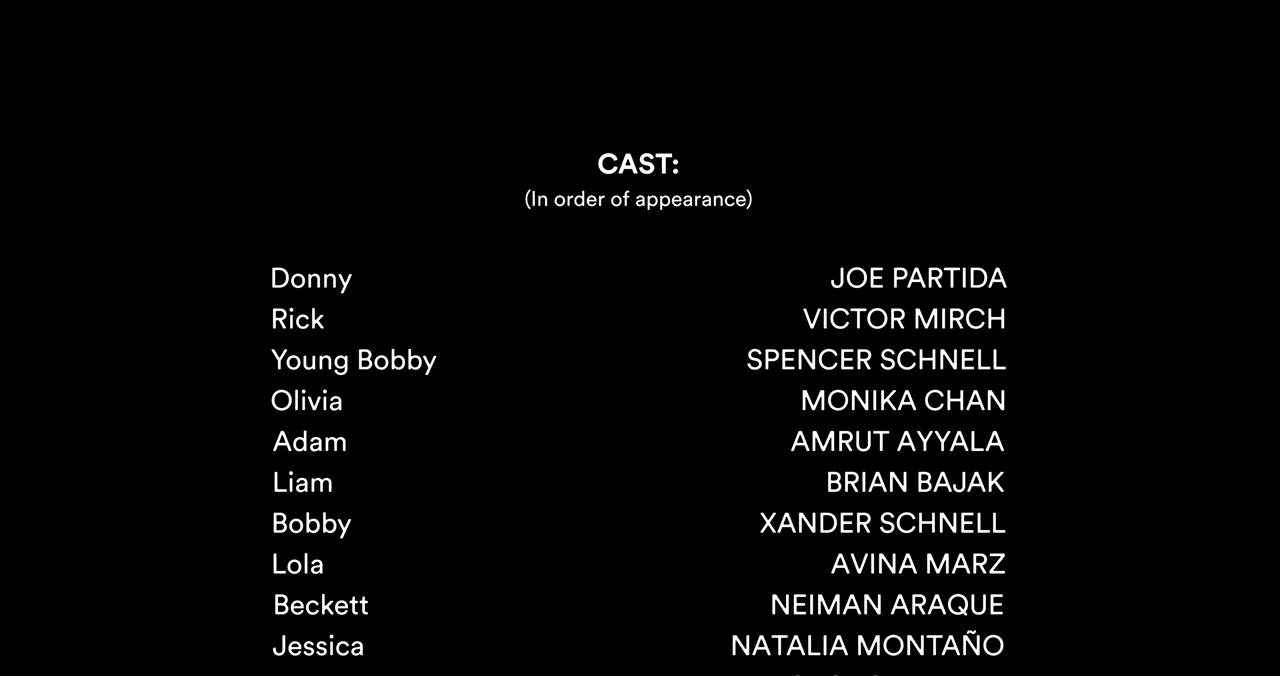 CAST:
(In order of appearance)
Donny JOE PARTIDA
Rick VICTOR MIRCH
Young Bobby SPENCER SCHNELL
Olivia MONIKA CHAN
Adam AMRUT AYYALA
Liam BRIAN BAJAK
Bobby XANDER SCHNELL
Lola AVINA MARZ
Beckett NEIMAN ARAQUE
Jessica NATALIA MONTAÑO